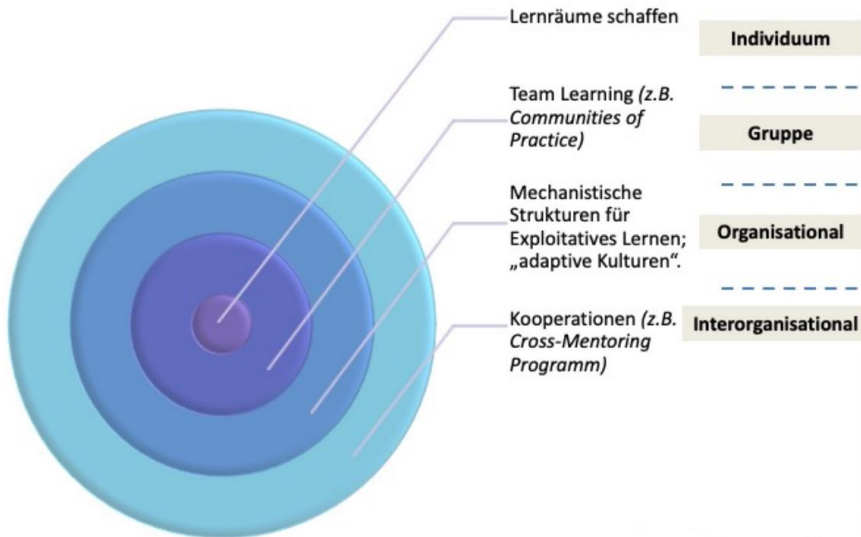 Lernräume schaffen
Individuum
Team Learning (z.B.
Communities of
Practice)
Gruppe
Mechanistische
Strukturen für
Exploitatives Lernen;
„adaptive Kulturen“.
Organisational
Kooperationen (z.B.
Cross-Mentoring
Programm)
Interorganisational